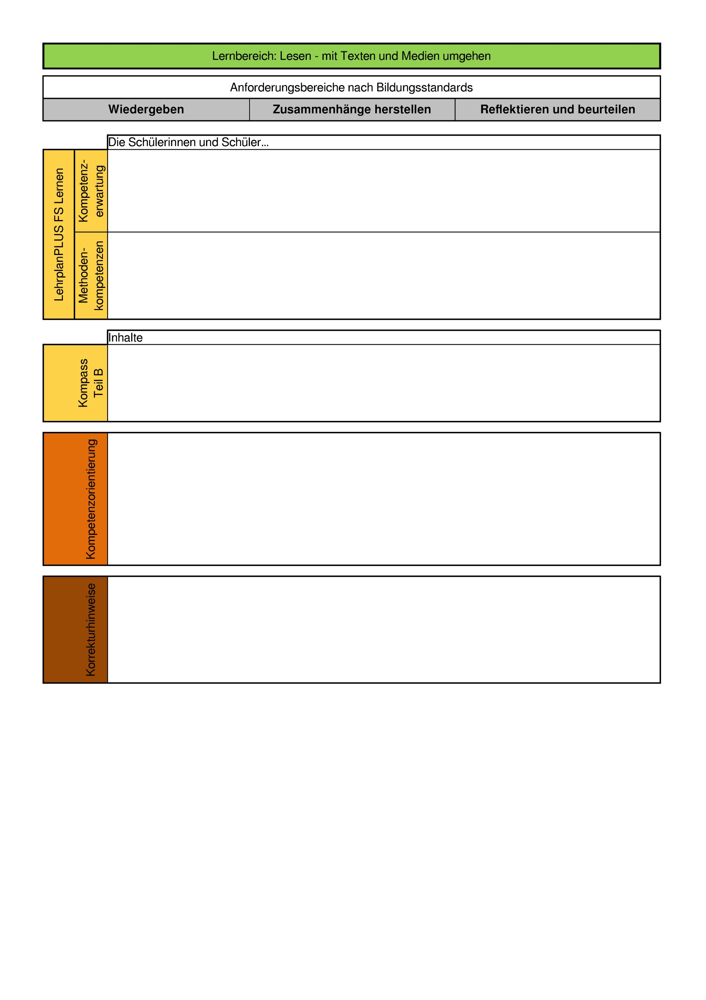 Lernbereich: Lesen - mit Texten und Medien umgehen
Anforderungsbereiche nach Bildungsstandards
Wiedergeben
Zusammenhänge herstellen
Reflektieren und beurteilen
Die Schülerinnen und Schüler...
LehrplanPLUS FS Lernen
Kompetenz-
erwartung
Methoden-
kompetenzen
Inhalte
Kompass
Teil B
Kompetenzorientierung
Korrekturhinweise